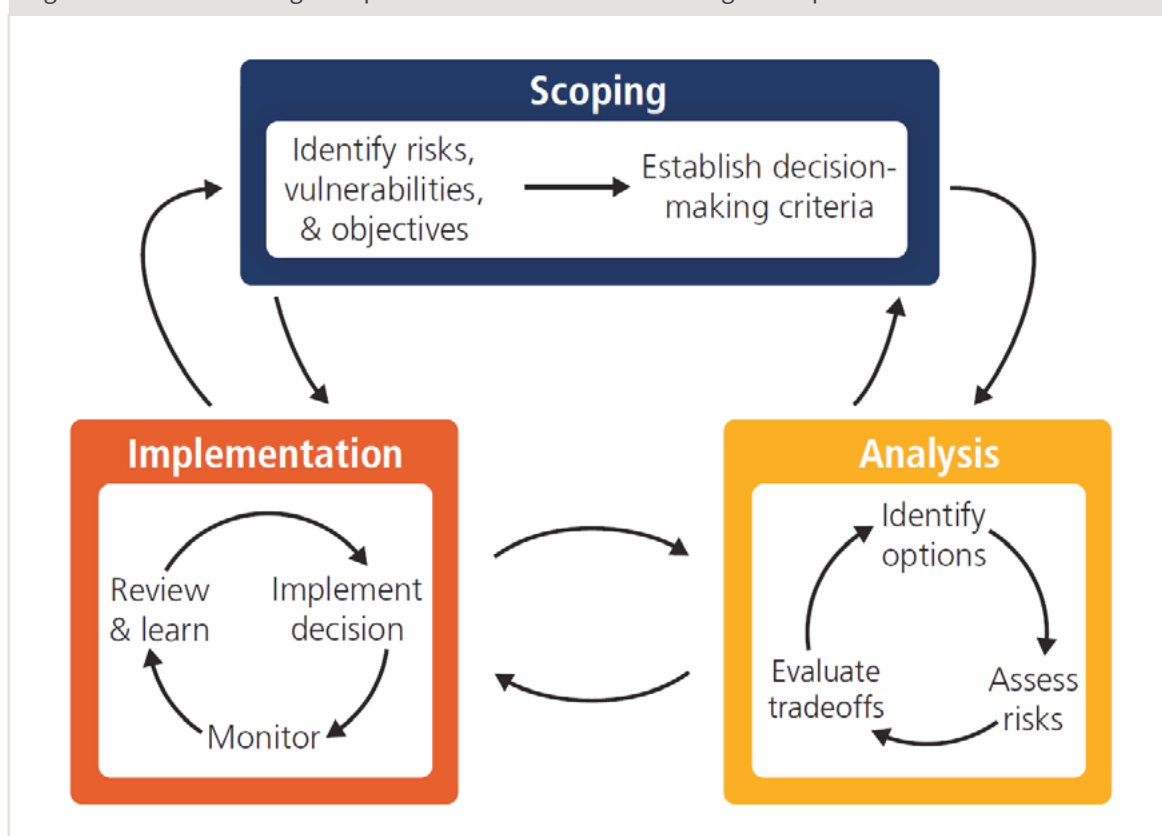 Scoping
Identify risks,
vulnerabilities,
& objectives
Establish decision-
making criteria
Implementation
Review
& learn
Implement
decision
Monitor
Analysis
Identify
options
Assess
risks
Evaluate
tradeoffs